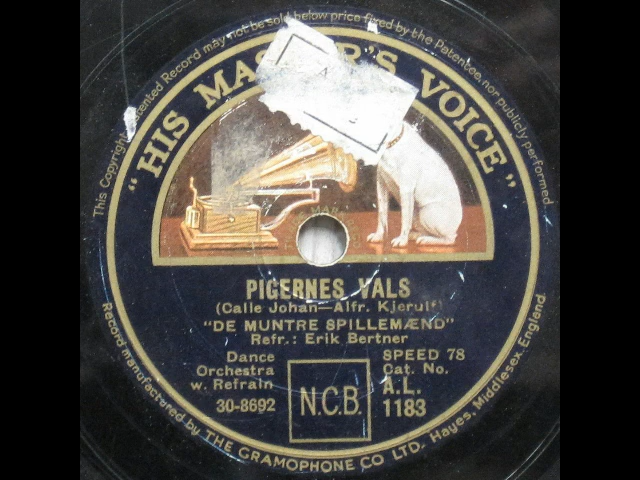 This Copyright Patented Record may not be sold below price fixed by the Patentee, nor publicly performed.
"HIS VOICE"
PIGERNES VALS
(Calle Johan—Alfr. Kjerulf)
"DE MUNTRE SPILLEMÆND"
Refr.: Erik Bertner
Dance
Orchestra
w. Refrain
30-8692
N.C.B.
SPEED 78
Cat. No.
A.L.
1183
Record manufactured by THE GRAMOPHONE CO LTD. Hayes, Middlesex, England.